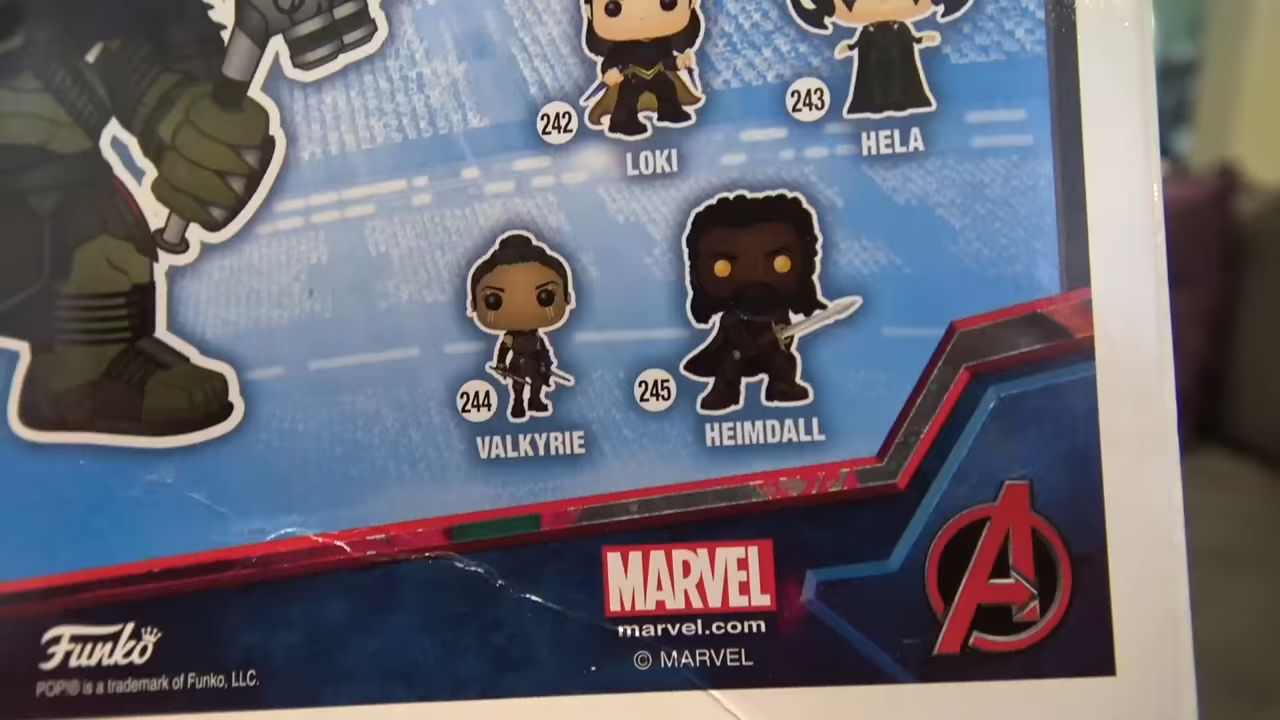 242
LOKI
243
HELA
244
VALKYRIE
245
HEIMDALL
MARVEL
marvel.com
© MARVEL
Funko
POP!® is a trademark of Funko, LLC.